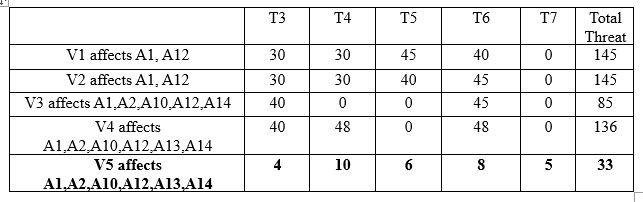 T3 T4 T5 T6 T7 Total
Threat
V1 affects A1, A12 30 30 45 40 0 145
V2 affects A1, A12 30 30 40 45 0 145
V3 affects A1,A2,A10,A12,A14 40 0 0 45 0 85
V4 affects 40 48 0 48 0 136
A1,A2,A10,A12,A13,A14
V5 affects 4 10 6 8 5 33
A1,A2,A10,A12,A13,A14